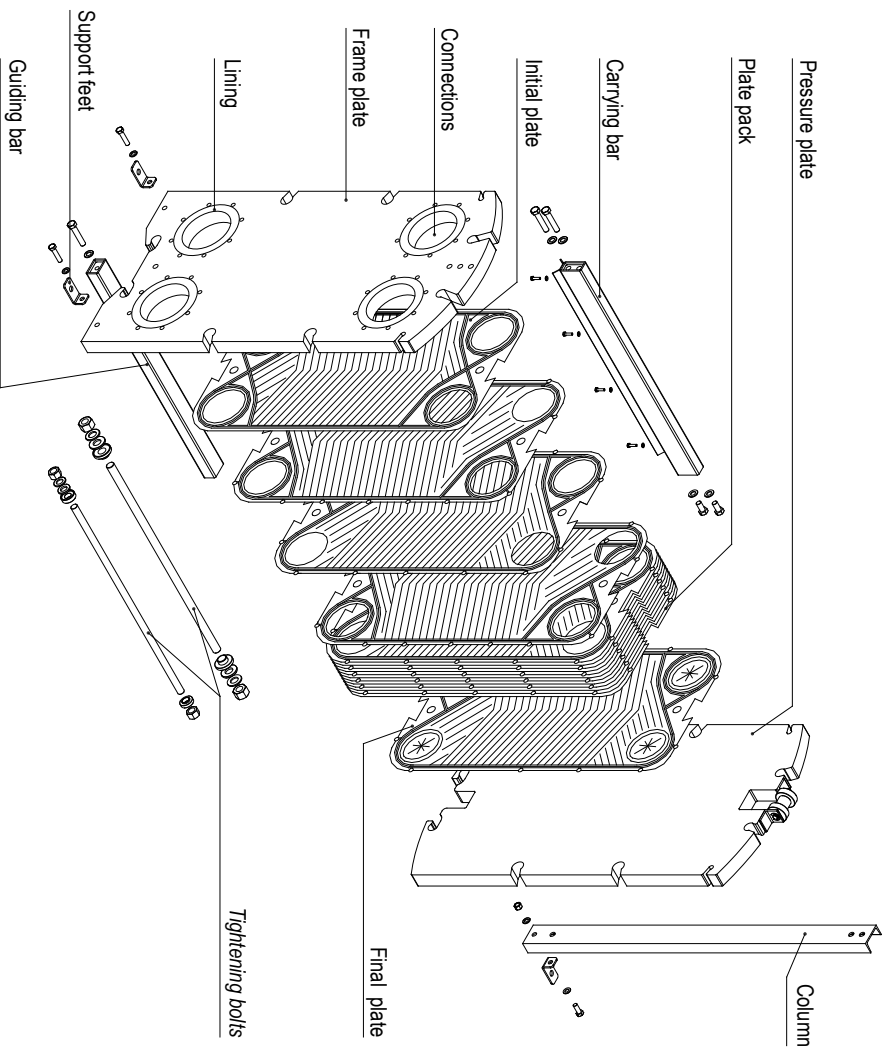 Pressure plate
Plate pack
Carrying bar
Initial plate
Connections
Frame plate
Lining
Support feet
Guiding bar
Column
Final plate
Tightening bolts